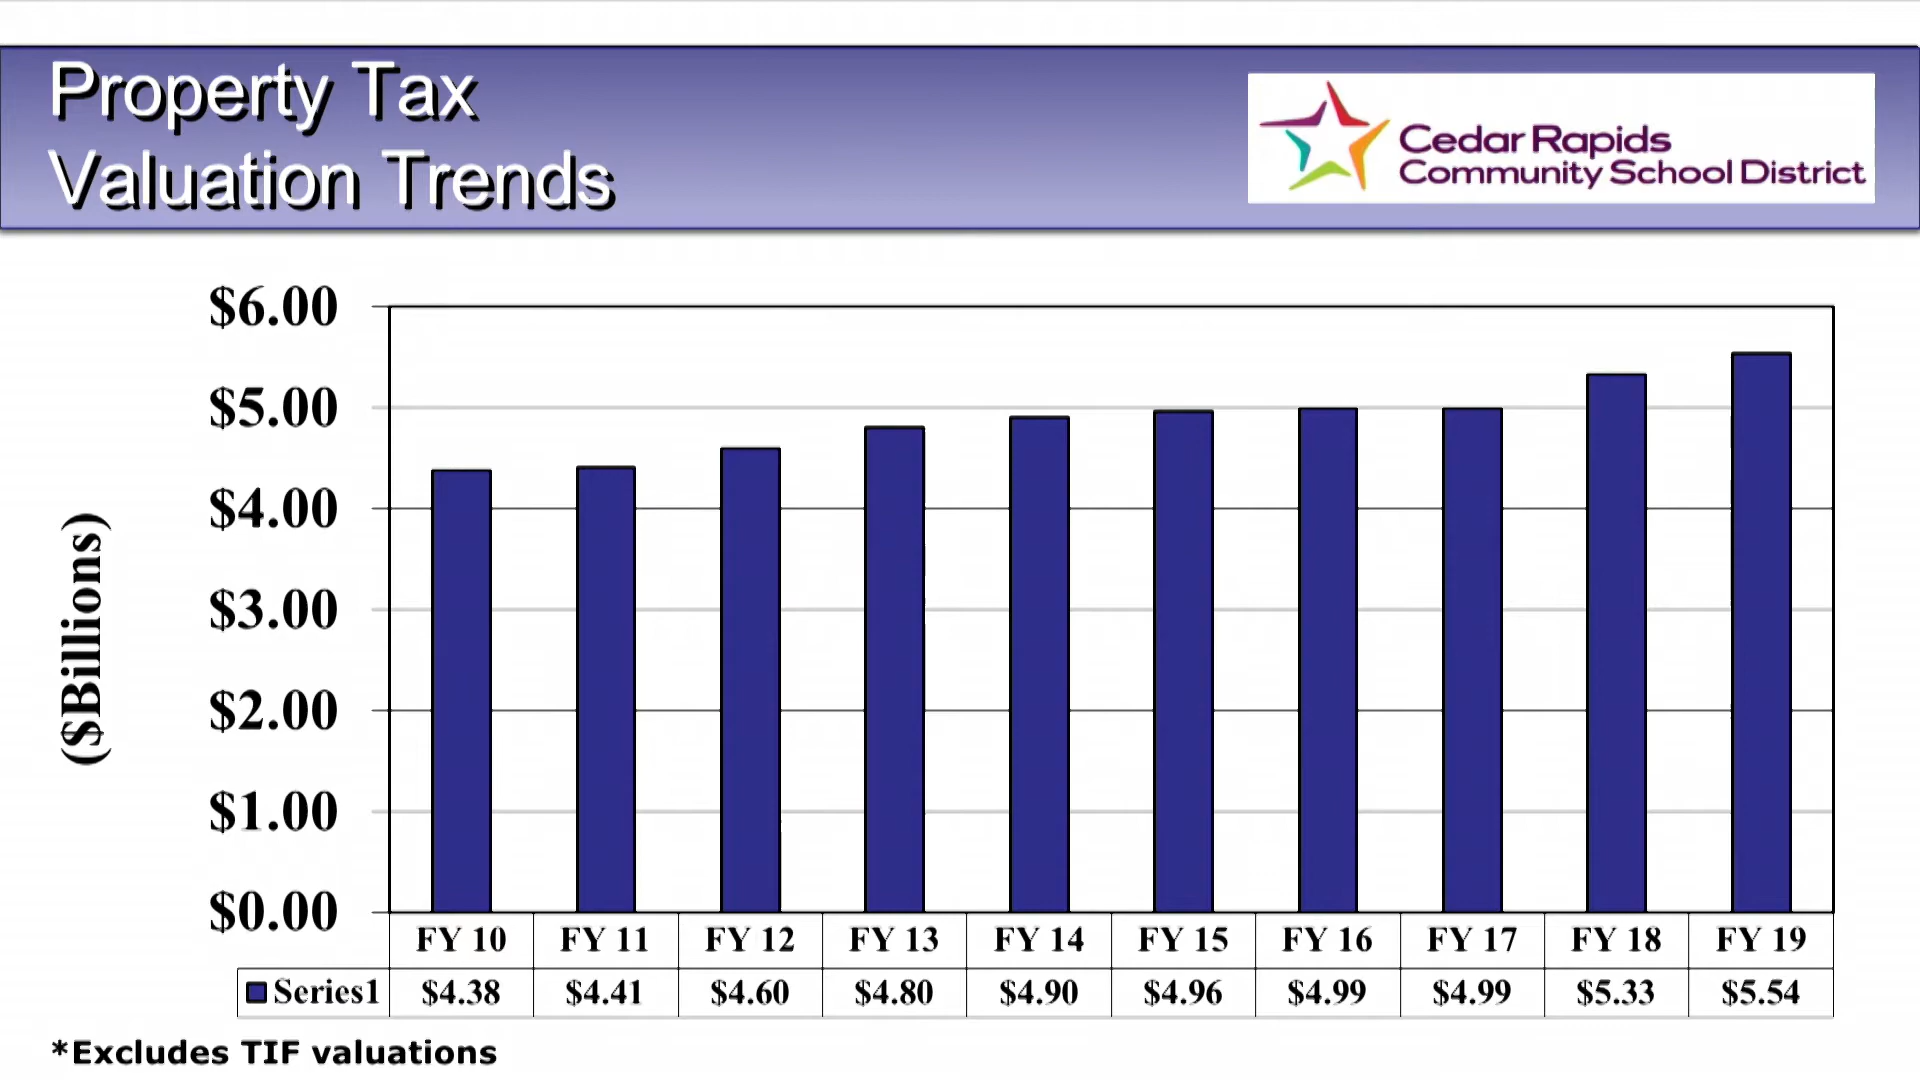 Property Tax
Valuation Trends
Cedar Rapids
Community School District
($Billions)
$6.00
$5.00
$4.00
$3.00
$2.00
$1.00
$0.00
FY 10 FY 11 FY 12 FY 13 FY 14 FY 15 FY 16 FY 17 FY 18 FY 19
Series1 $4.38 $4.41 $4.60 $4.80 $4.90 $4.96 $4.99 $4.99 $5.33 $5.54
*Excludes TIF valuations